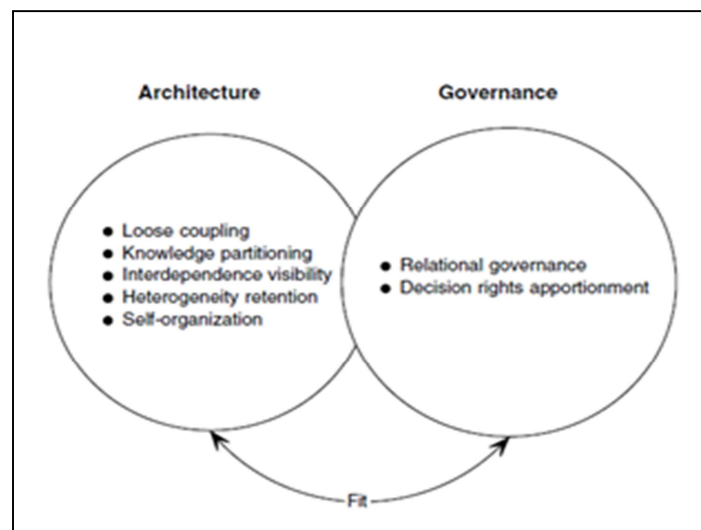 Architecture
Governance
● Loose coupling
● Knowledge partitioning
● Interdependence visibility
● Heterogeneity retention
● Self-organization
● Relational governance
● Decision rights apportionment
Fit